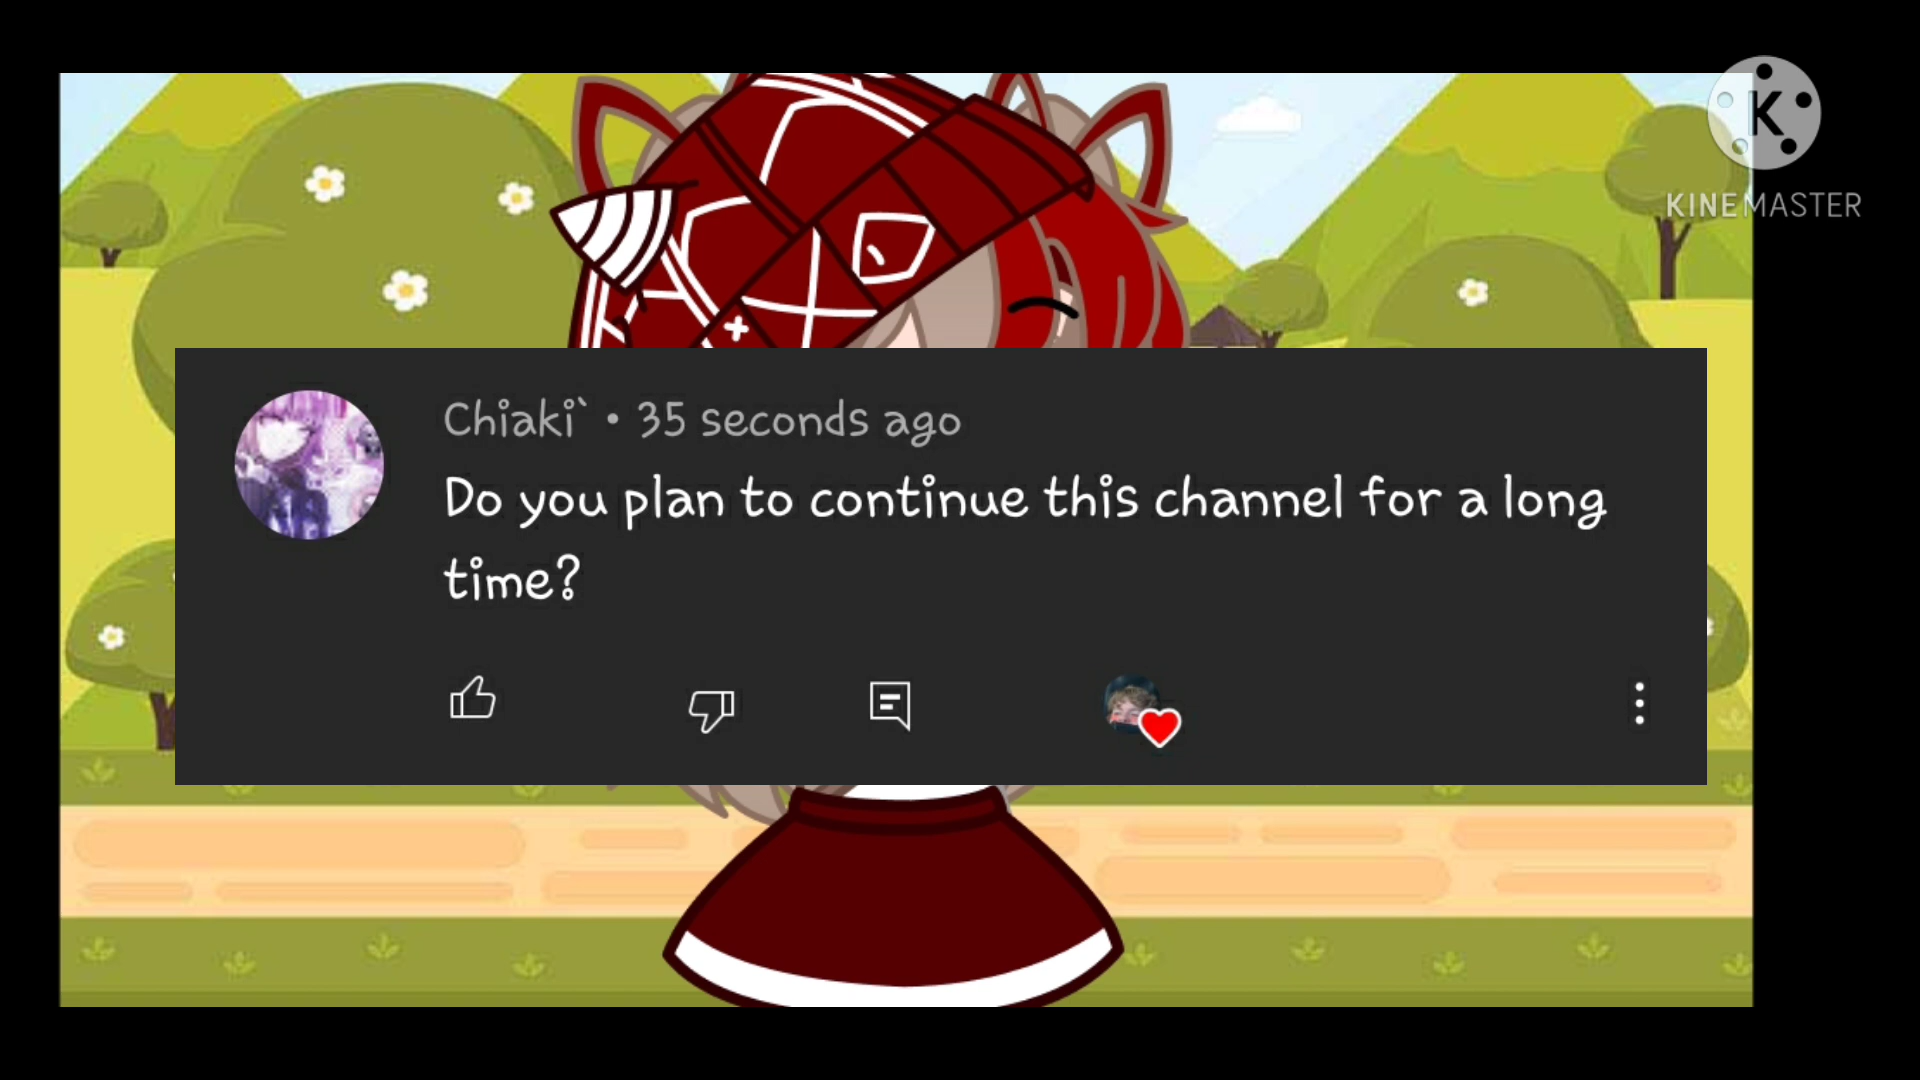 K
KINEMASTER
Chiaki` • 35 seconds ago
Do you plan to continue this channel for a long
time?